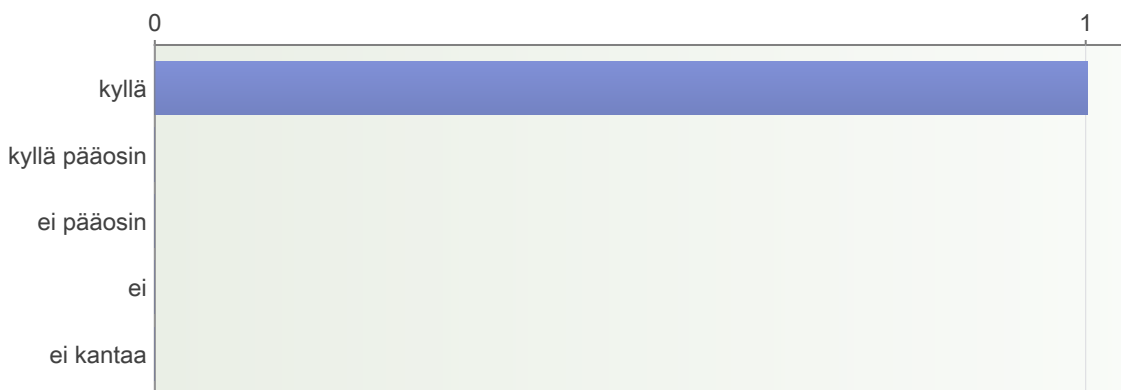 0 1
kyllä
kyllä pääosin
ei pääosin
ei
ei kantaa